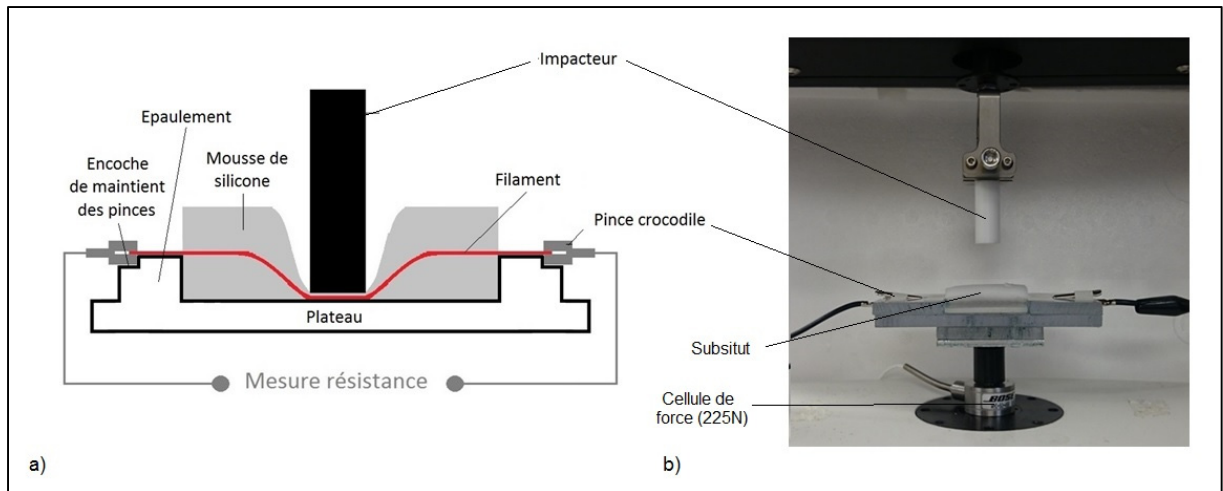 Impacteur
Epaulement
Encoche
de maintient
des pinces
Mousse de
silicone
Filament
Pince crocodile
Plateau
Mesure résistance
Subsitut
Cellule de
force (225N)
BOSE
a)
b)